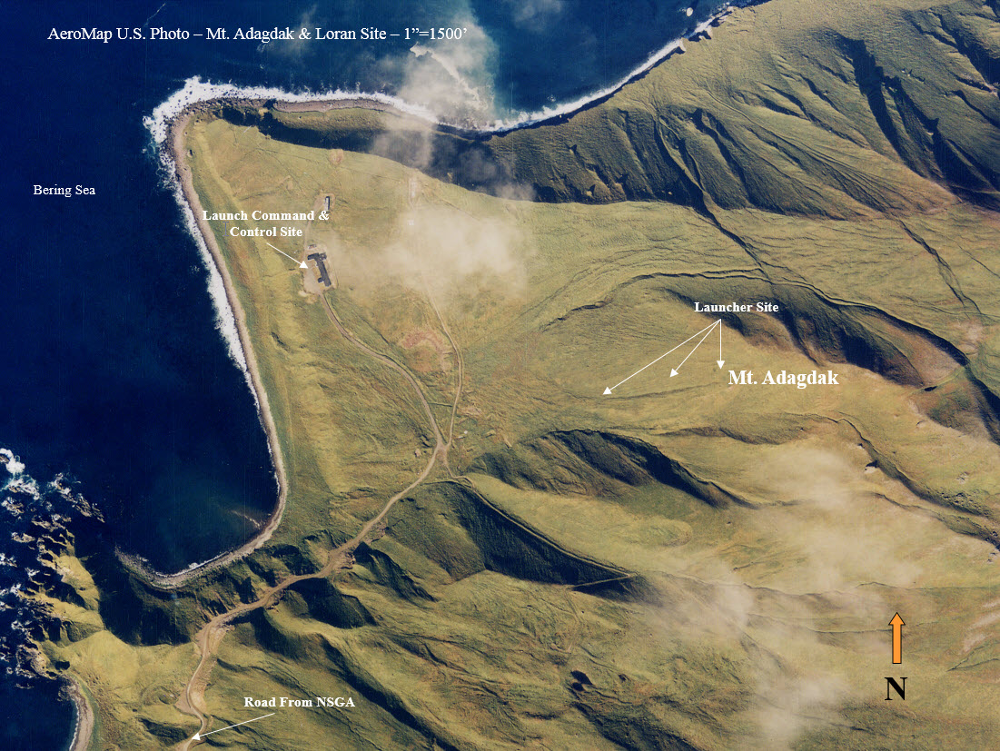 AeroMap U.S. Photo – Mt. Adagdak & Loran Site – 1”=1500’
Bering Sea
Launch Command &
Control Site
Launcher Site
Mt. Adagdak
N
Road From NSGA